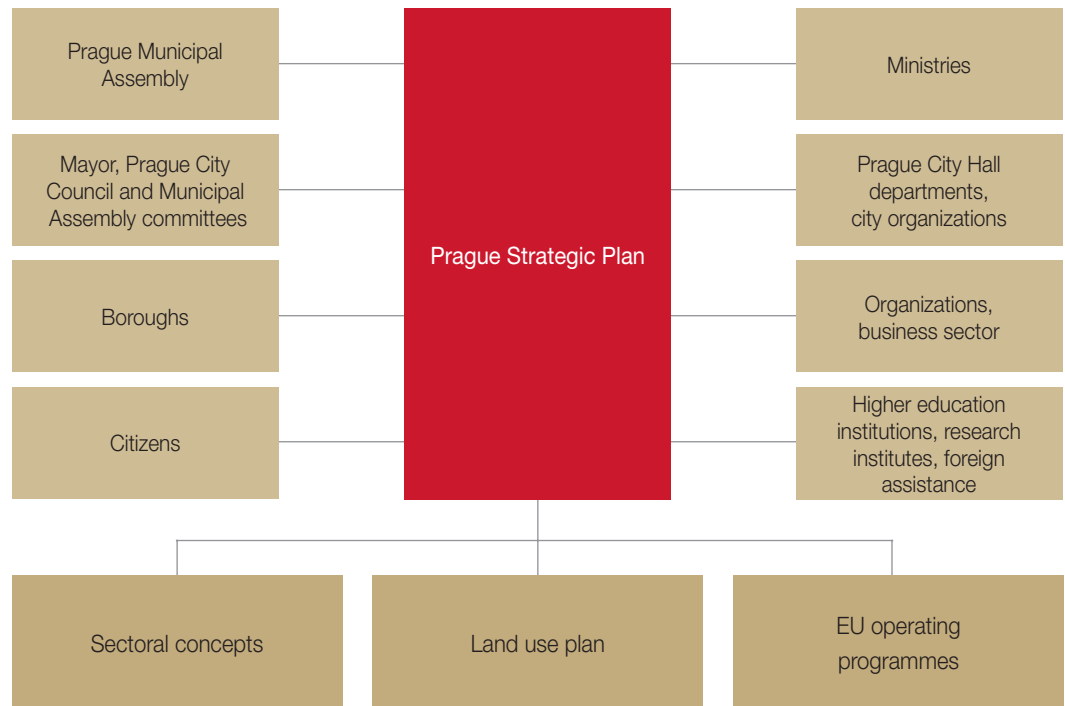 Prague Municipal
Assembly
Mayor, Prague City
Council and Municipal
Assembly committees
Boroughs
Citizens
Prague Strategic Plan
Ministries
Prague City Hall
departments,
city organizations
Organizations,
business sector
Higher education
institutions, research
institutes, foreign
assistance
Sectoral concepts
Land use plan
EU operating
programmes